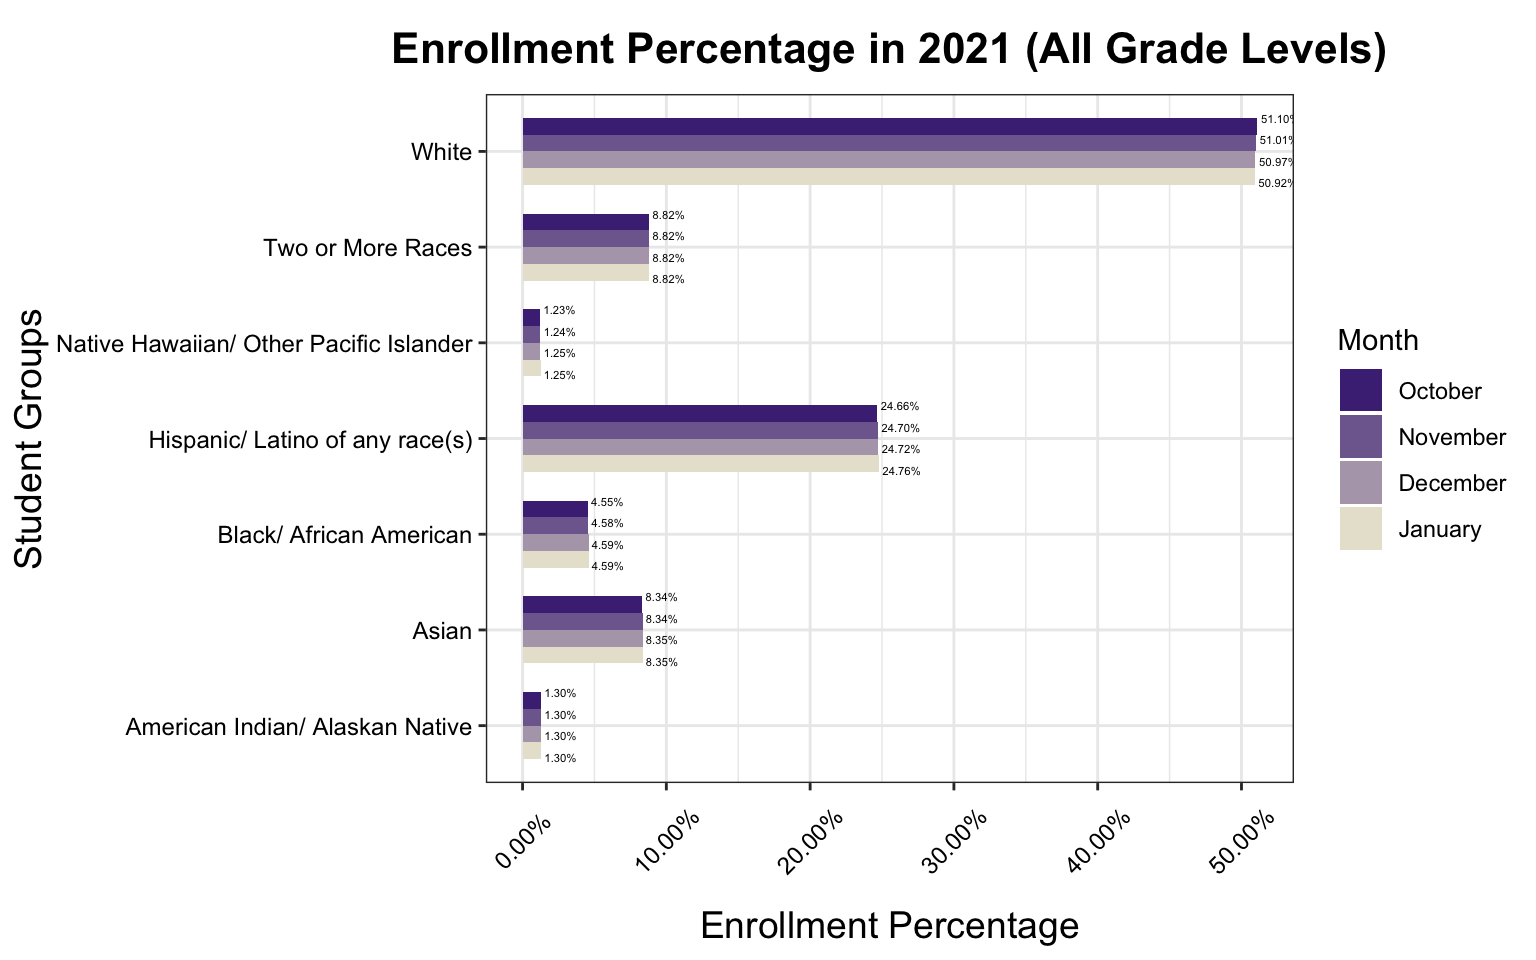 Enrollment Percentage in 2021 (All Grade Levels)
Student Groups
White
51.10%
51.01%
50.97%
50.92%
Two or More Races
8.82%
8.82%
8.82%
8.82%
Native Hawaiian/ Other Pacific Islander
1.23%
1.24%
1.25%
1.25%
Hispanic/ Latino of any race(s)
24.66%
24.70%
24.72%
24.76%
Black/ African American
4.55%
4.58%
4.59%
4.59%
Asian
8.34%
8.34%
8.35%
8.35%
American Indian/ Alaskan Native
1.30%
1.30%
1.30%
1.30%
0.00%
10.00%
20.00%
30.00%
40.00%
50.00%
Enrollment Percentage
Month
October
November
December
January